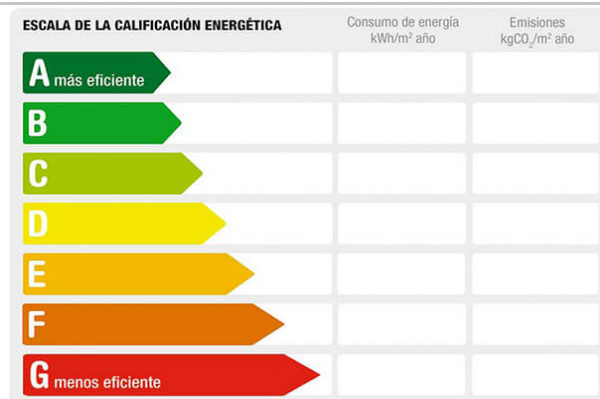 ESCALA DE LA CALIFICACIÓN ENERGÉTICA
Consumo de energía
kWh/m² año
Emisiones
kgCO₂/m² año
A más eficiente
B
C
D
E
F
G menos eficiente